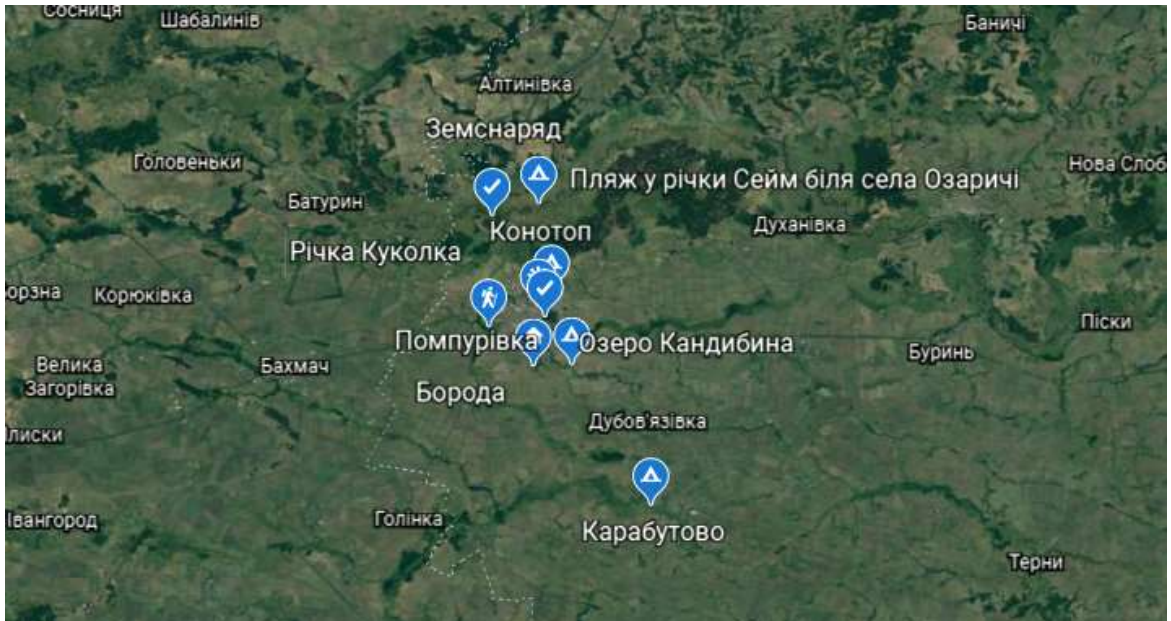 Сосниця
Шабалинів
Баничі
Алтинівка
Земснаряд
Головеньки
Нова Слоб
Пляж у річки Сейм біля села Озаричі
Батурин
Духанівка
Конотоп
Річка Куколка
орзна
Корюківка
Піски
Помпурівка
Озеро Кандибина
Буринь
Велика
Загорівка
Бахмач
Борода
Дубов'язівка
лиски
Івангород
Голінка
Карабутово
Терни